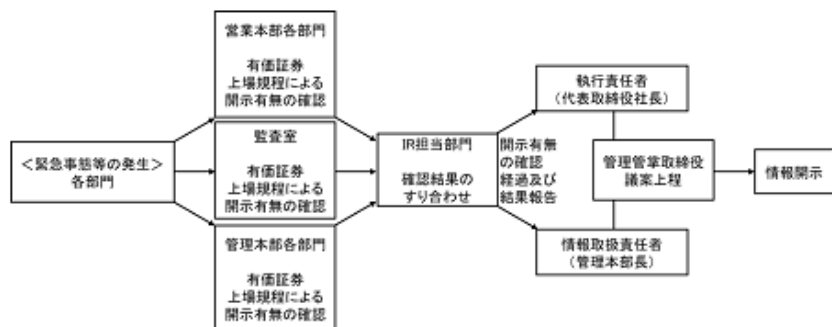 <緊急事態等の発生>
各部門
営業本部各部門
有価証券
上場規程による
開示有無の確認
監査室
有価証券
上場規程による
開示有無の確認
管理本部各部門
有価証券
上場規程による
開示有無の確認
IR担当部門
確認結果の
すり合わせ
開示有無
の確認
経過及び
結果報告
執行責任者
(代表取締役社長)
管理管掌取締役
議案上程
情報取扱責任者
(管理本部長)
情報開示